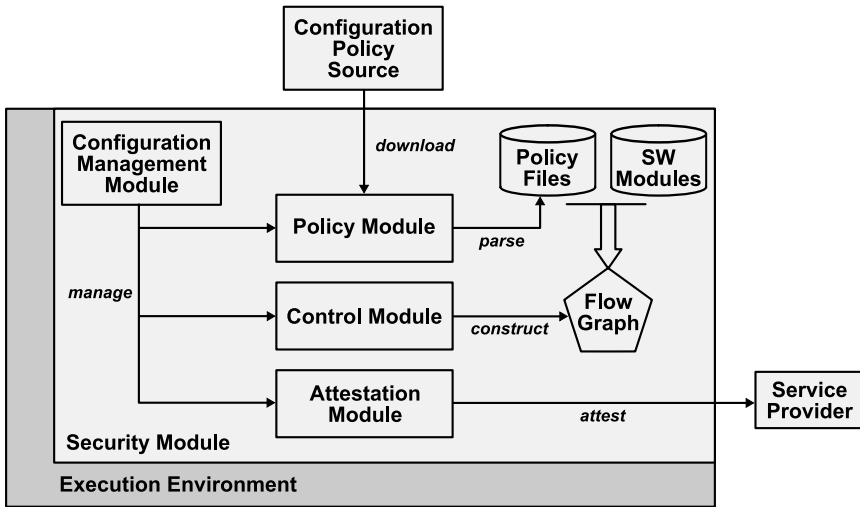 Configuration
Policy
Source
Configuration
Management
Module
download
Policy
Files
SW
Modules
Policy Module
parse
manage
Control Module
construct
Flow
Graph
Attestation
Module
attest
Service
Provider
Security Module
Execution Environment